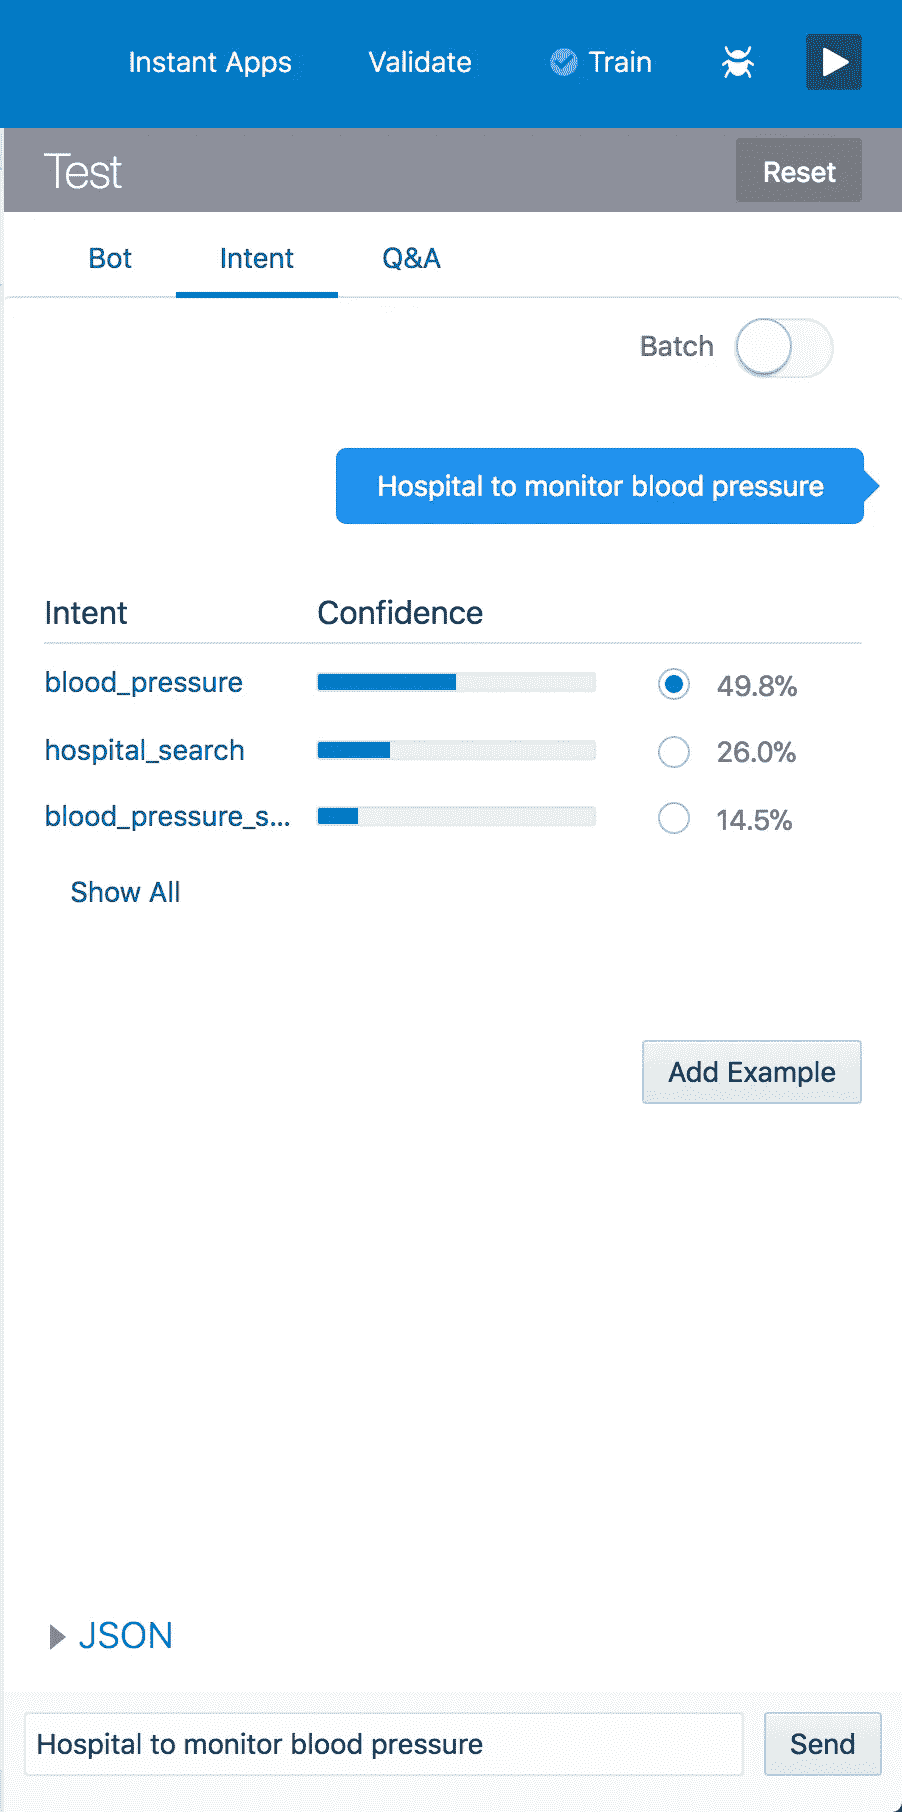 Instant Apps Validate Train
Test Reset
Bot Intent Q&A
Batch
Hospital to monitor blood pressure
Intent Confidence
blood_pressure 49.8%
hospital_search 26.0%
blood_pressure_s... 14.5%
Show All
Add Example
JSON
Hospital to monitor blood pressure Send